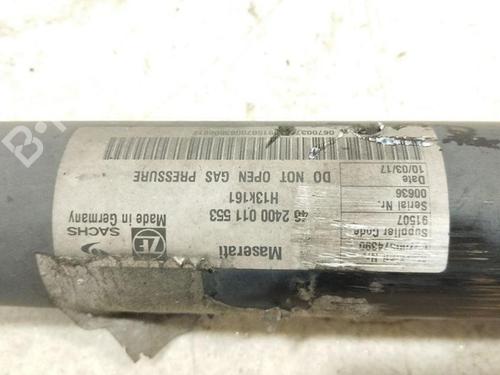 ZF
SACHS
Made in Germany
Maserati
2400 011 553
H13k161
DO NOT OPEN GAS PRESSURE
Supplier Code
91507
Serial Nr.
00636
Date
10/03/17
B-P